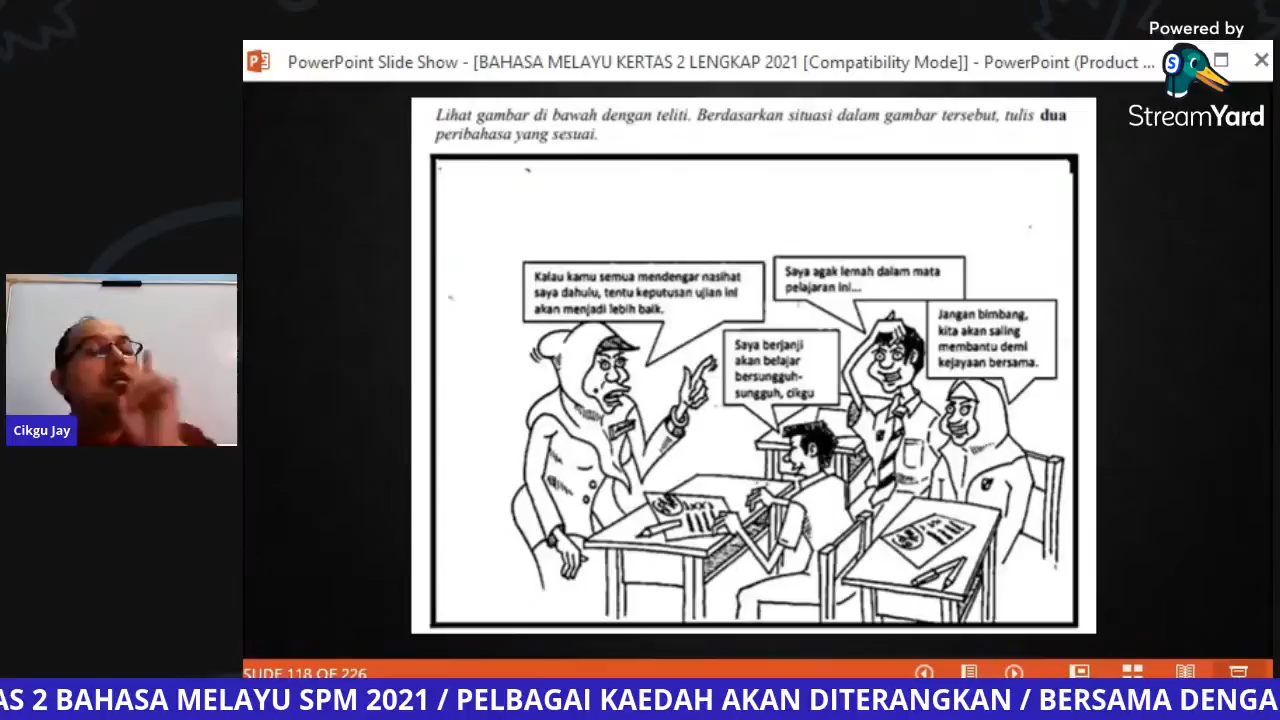 Powered by
StreamYard
PowerPoint Slide Show - [BAHASA MELAYU KERTAS 2 LENGKAP 2021 [Compatibility Mode]] - PowerPoint (Product ...
Lihat gambar di bawah dengan teliti. Berdasarkan situasi dalam gambar tersebut, tulis dua
peribahasa yang sesuai.
Kalau kamu semua mendengar nasihat
saya dahulu, tentu keputusan ujian ini
akan menjadi lebih baik.
Saya agak lemah dalam mata
pelajaran ini...
Jangan bimbang,
kita akan saling
membantu demi
kejayaan bersama.
Saya berjanji
akan belajar
bersungguh-
sungguh, cikgu
Cikgu Jay
SLIDE 118 OF 226
AS 2 BAHASA MELAYU SPM 2021 / PELBAGAI KAEDAH AKAN DITERANGKAN / BERSAMA DENGA